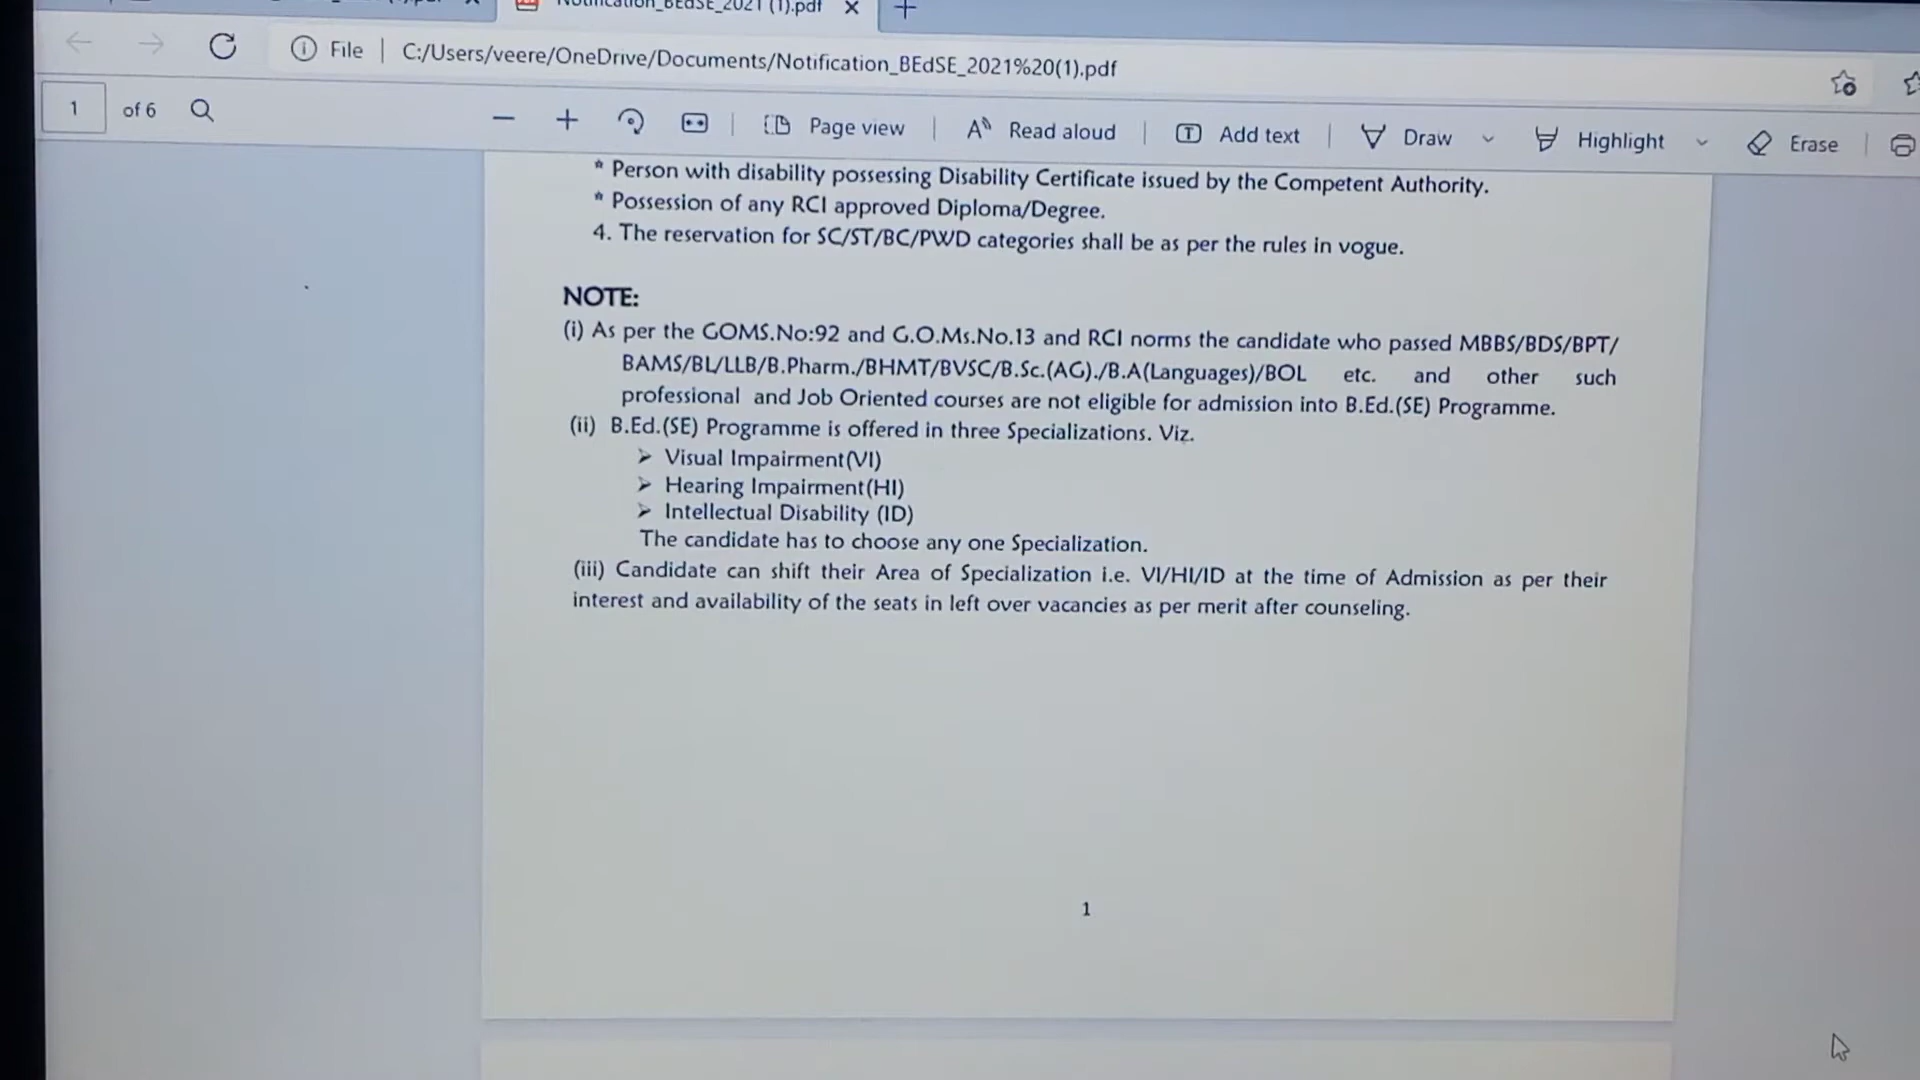 Notification_BEdSE_2021 (1).pdf
File
C:/Users/veere/OneDrive/Documents/Notification_BEdSE_2021%20(1).pdf
1 of 6
Page view
Read aloud
Add text
Draw
Highlight
Erase
* Person with disability possessing Disability Certificate issued by the Competent Authority.
* Possession of any RCI approved Diploma/Degree.
4. The reservation for SC/ST/BC/PWD categories shall be as per the rules in vogue.
NOTE:
(i) As per the GOMS.No:92 and G.O.Ms.No.13 and RCI norms the candidate who passed MBBS/BDS/BPT/
BAMS/BL/LLB/B.Pharm./BHMT/BVSC/B.Sc.(AG)./B.A(Languages)/BOL etc. and other such
professional and Job Oriented courses are not eligible for admission into B.Ed.(SE) Programme.
(ii) B.Ed.(SE) Programme is offered in three Specializations. Viz.
➢ Visual Impairment(VI)
➢ Hearing Impairment(HI)
➢ Intellectual Disability (ID)
The candidate has to choose any one Specialization.
(iii) Candidate can shift their Area of Specialization i.e. VI/HI/ID at the time of Admission as per their
interest and availability of the seats in left over vacancies as per merit after counseling.
1